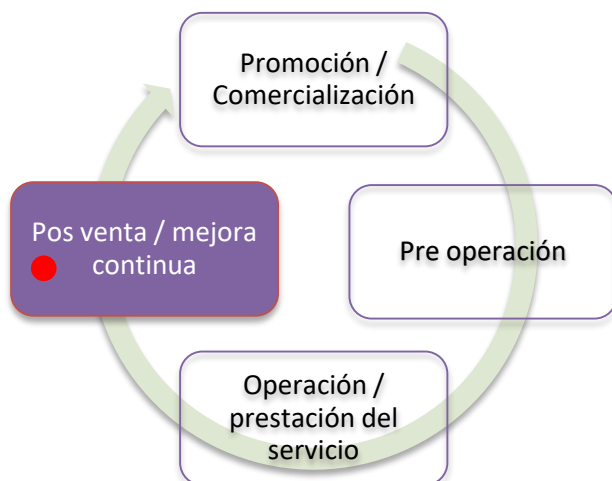 Promoción /
Comercialización
Pre operación
Operación /
prestación del
servicio
Pos venta / mejora
continua